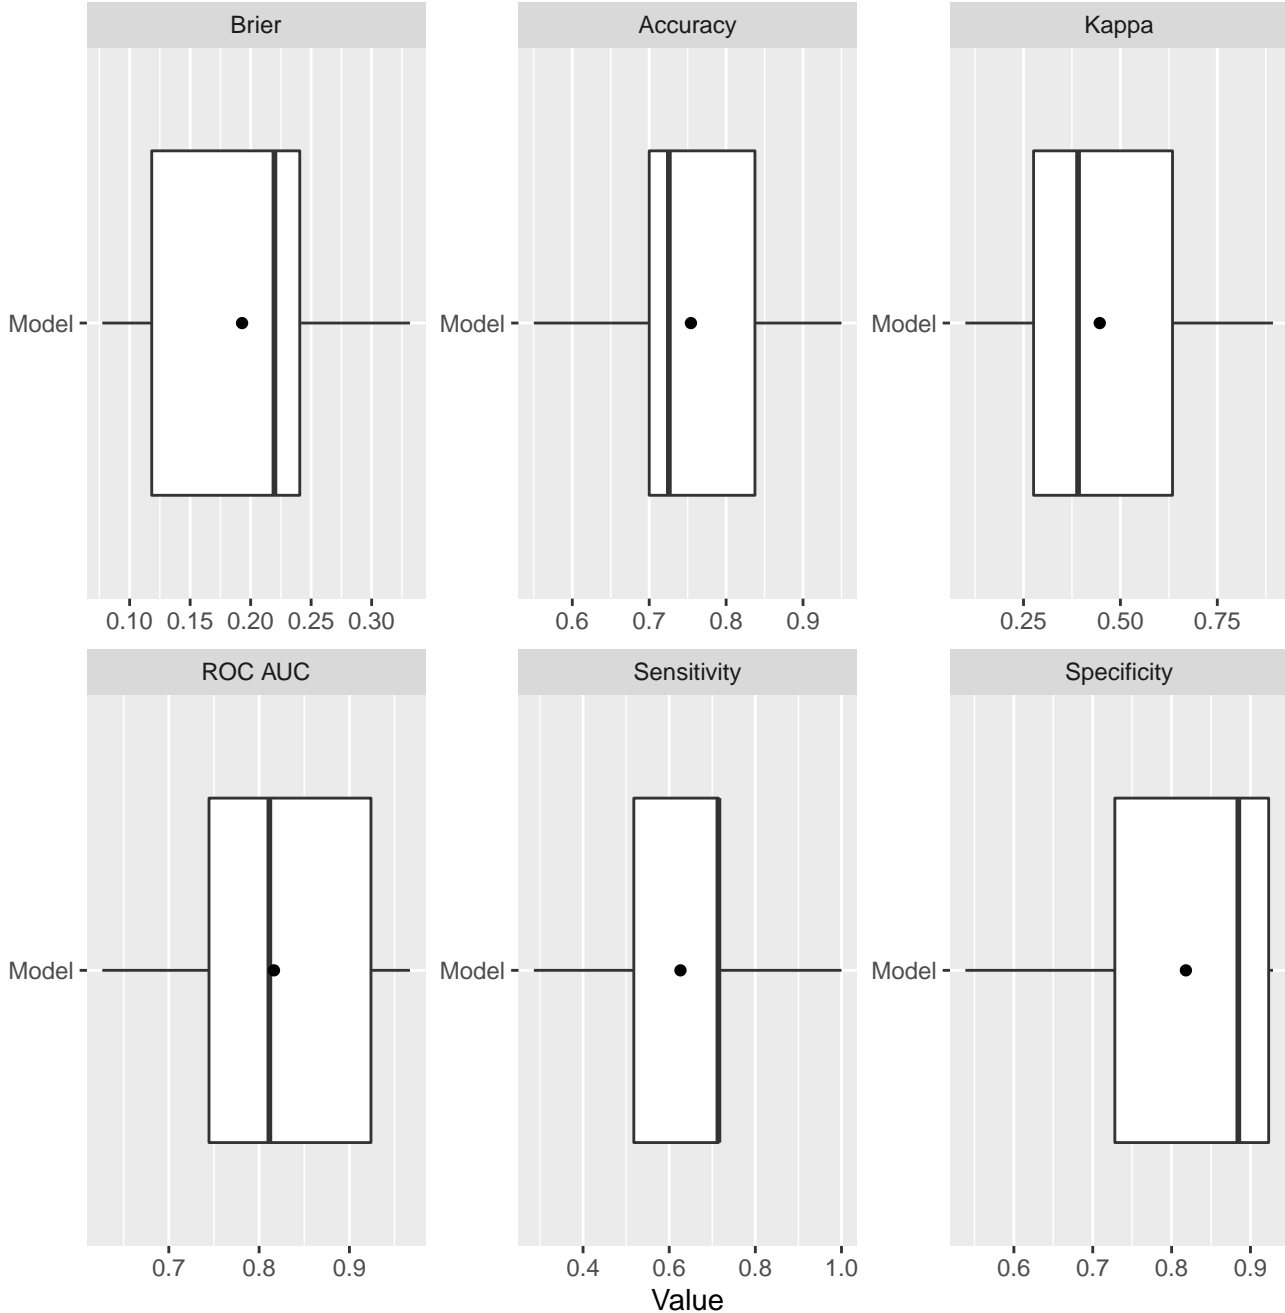 Brier Accuracy Kappa
Model Model Model
0.10 0.15 0.20 0.25 0.30 0.6 0.7 0.8 0.9 0.25 0.50 0.75
ROC AUC Sensitivity Specificity
Model Model Model
0.7 0.8 0.9 0.4 0.6 0.8 1.0 0.6 0.7 0.8 0.9
Value